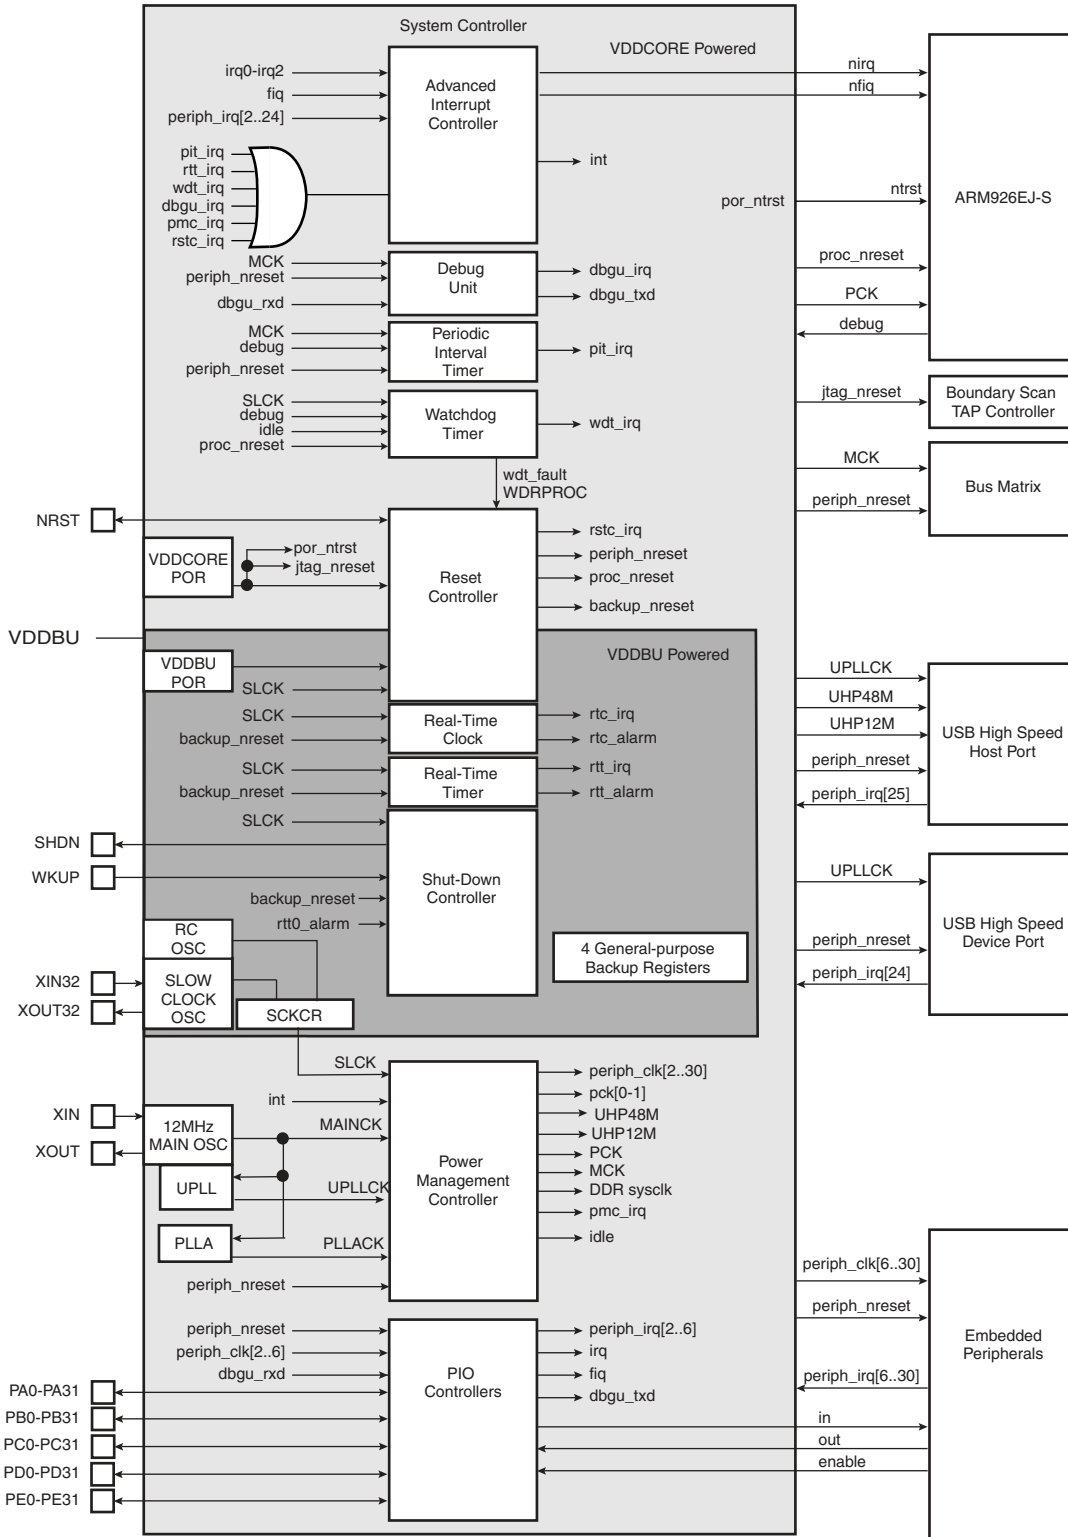 System Controller
VDDCORE Powered
irq0-irq2
fiq
periph_irq[2..24]
pit_irq
rtt_irq
wdt_irq
dbgu_irq
pmc_irq
rstc_irq
Advanced
Interrupt
Controller
int
nirq
nfiq
por_ntrst
ntrst
proc_nreset
PCK
debug
ARM926EJ-S
MCK
periph_nreset
dbgu_rxd
Debug
Unit
dbgu_irq
dbgu_txd
MCK
debug
periph_nreset
Periodic
Interval
Timer
pit_irq
SLCK
debug
idle
proc_nreset
Watchdog
Timer
wdt_irq
wdt_fault
WDRPROC
jtag_nreset
Boundary Scan
TAP Controller
MCK
periph_nreset
Bus Matrix
NRST
VDDCORE
POR
por_ntrst
jtag_nreset
Reset
Controller
rstc_irq
periph_nreset
proc_nreset
backup_nreset
VDDBU
VDDBU Powered
VDDBU
POR
SLCK
SLCK
backup_nreset
Real-Time
Clock
rtc_irq
rtc_alarm
SLCK
backup_nreset
Real-Time
Timer
rtt_irq
rtt_alarm
SLCK
SHDN
WKUP
backup_nreset
rtt0_alarm
Shut-Down
Controller
RC
OSC
XIN32
XOUT32
SLOW
CLOCK
OSC
SCKCR
4 General-purpose
Backup Registers
UPLLCK
UHP48M
UHP12M
periph_nreset
periph_irq[25]
USB High Speed
Host Port
UPLLCK
periph_nreset
periph_irq[24]
USB High Speed
Device Port
SLCK
int
XIN
XOUT
12MHz
MAIN OSC
MAINCK
UPLL
UPLLCK
PLLA
PLLACK
periph_nreset
Power
Management
Controller
periph_clk[2..30]
pck[0-1]
UHP48M
UHP12M
PCK
MCK
DDR sysclk
pmc_irq
idle
periph_nreset
periph_clk[2..6]
dbgu_rxd
PA0-PA31
PB0-PB31
PC0-PC31
PD0-PD31
PE0-PE31
PIO
Controllers
periph_irq[2..6]
irq
fiq
dbgu_txd
periph_clk[6..30]
periph_nreset
periph_irq[6..30]
in
out
enable
Embedded
Peripherals